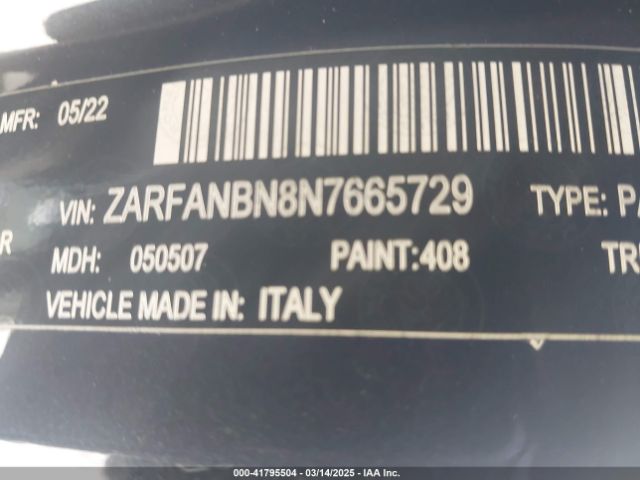 MFR: 05/22
VIN: ZARFANBN8N7665729 TYPE:
MDH: 050507 PAINT:408
VEHICLE MADE IN: ITALY
000-41795504 - 03/14/2025 - IAA Inc.